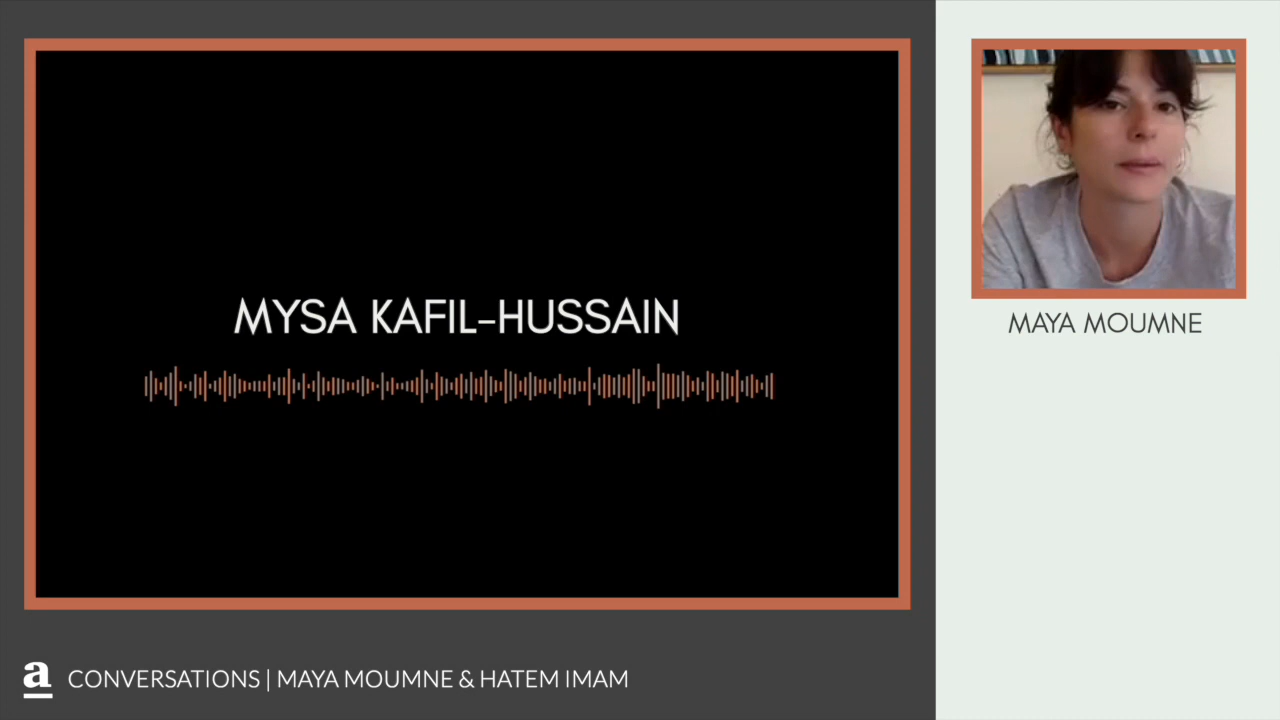 MYSA KAFIL-HUSSAIN
MAYA MOUMNE
a CONVERSATIONS | MAYA MOUMNE & HATEM IMAM